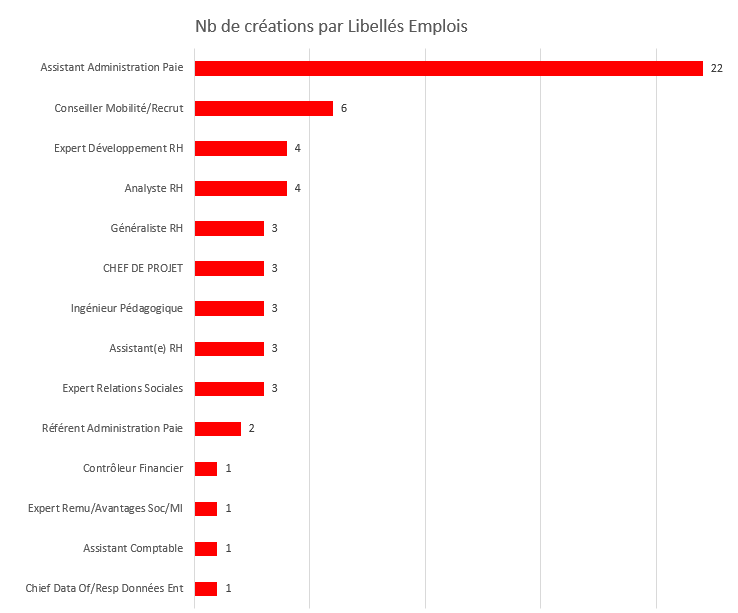 Nb de créations par Libellés Emplois
Assistant Administration Paie 22
Conseiller Mobilité/Recrut 6
Expert Développement RH 4
Analyste RH 4
Généraliste RH 3
CHEF DE PROJET 3
Ingénieur Pédagogique 3
Assistant(e) RH 3
Expert Relations Sociales 3
Référent Administration Paie 2
Contrôleur Financier 1
Expert Remu/Avantages Soc/MI 1
Assistant Comptable 1
Chief Data Of/Resp Données Ent 1